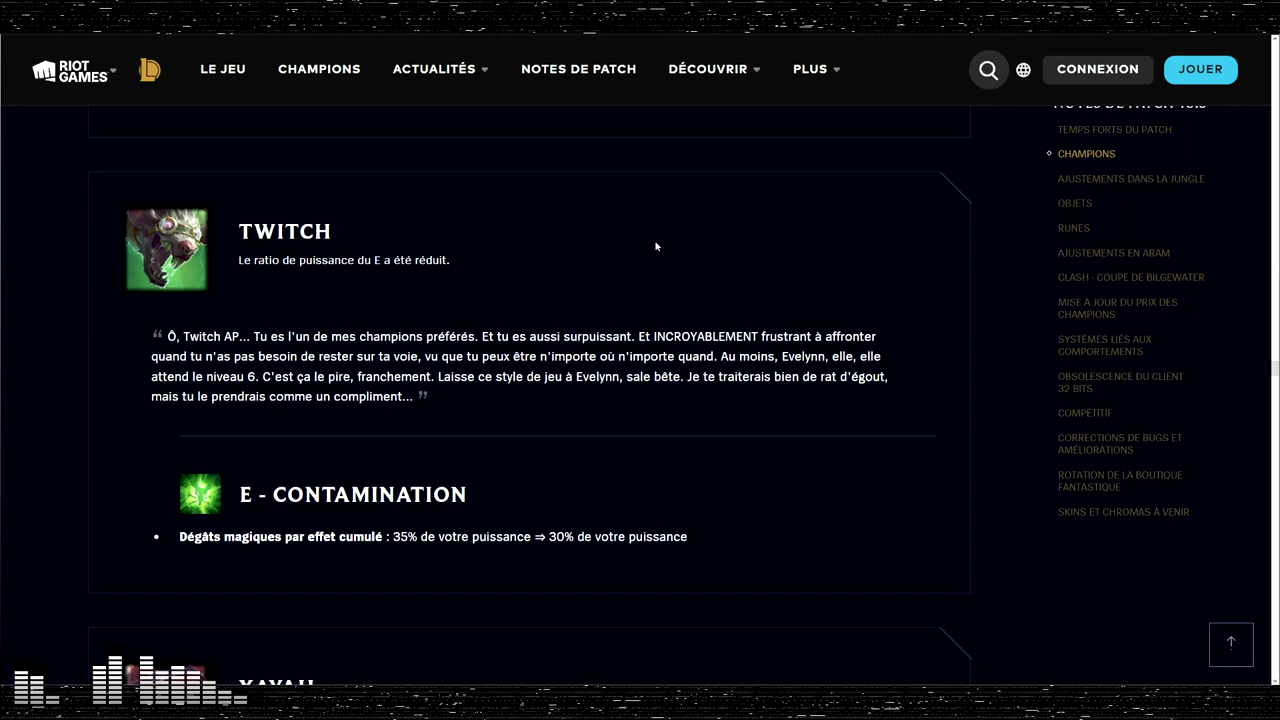 RIOT GAMES
LE JEU
CHAMPIONS
ACTUALITÉS
NOTES DE PATCH
DÉCOUVRIR
PLUS
CONNEXION
JOUER
TWITCH
Le ratio de puissance du E a été réduit.
“ Ô, Twitch AP... Tu es l'un de mes champions préférés. Et tu es aussi surpuissant. Et INCROYABLEMENT frustrant à affronter
quand tu n'as pas besoin de rester sur ta voie, vu que tu peux être n'importe où n'importe quand. Au moins, Evelynn, elle, elle
attend le niveau 6. C'est ça le pire, franchement. Laisse ce style de jeu à Evelynn, sale bête. Je te traiterais bien de rat d'égout,
mais tu le prendrais comme un compliment... ”
E - CONTAMINATION
• Dégâts magiques par effet cumulé : 35% de votre puissance ⇒ 30% de votre puissance
XAYAH
TEMPS FORTS DU PATCH
CHAMPIONS
AJUSTEMENTS DANS LA JUNGLE
OBJETS
RUNES
AJUSTEMENTS EN ARAM
CLASH - COUPE DE BILGEWATER
MISE À JOUR DU PRIX DES
CHAMPIONS
SYSTÈMES LIÉS AUX
COMPORTEMENTS
OBSOLESCENCE DU CLIENT
32 BITS
COMPÉTITIF
CORRECTIONS DE BUGS ET
AMÉLIORATIONS
ROTATION DE LA BOUTIQUE
FANTASTIQUE
SKINS ET CHROMAS À VENIR